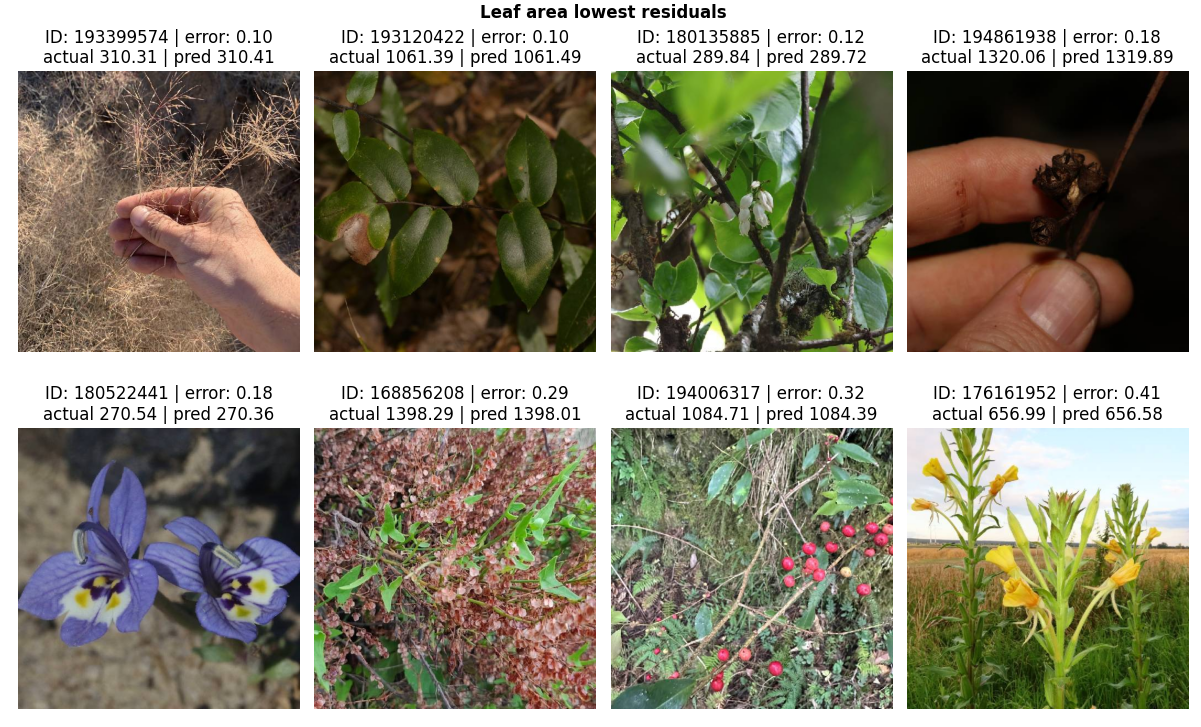 Leaf area lowest residuals
ID: 193399574 | error: 0.10
actual 310.31 | pred 310.41
ID: 193120422 | error: 0.10
actual 1061.39 | pred 1061.49
ID: 180135885 | error: 0.12
actual 289.84 | pred 289.72
ID: 194861938 | error: 0.18
actual 1320.06 | pred 1319.89
ID: 180522441 | error: 0.18
actual 270.54 | pred 270.36
ID: 168856208 | error: 0.29
actual 1398.29 | pred 1398.01
ID: 194006317 | error: 0.32
actual 1084.71 | pred 1084.39
ID: 176161952 | error: 0.41
actual 656.99 | pred 656.58